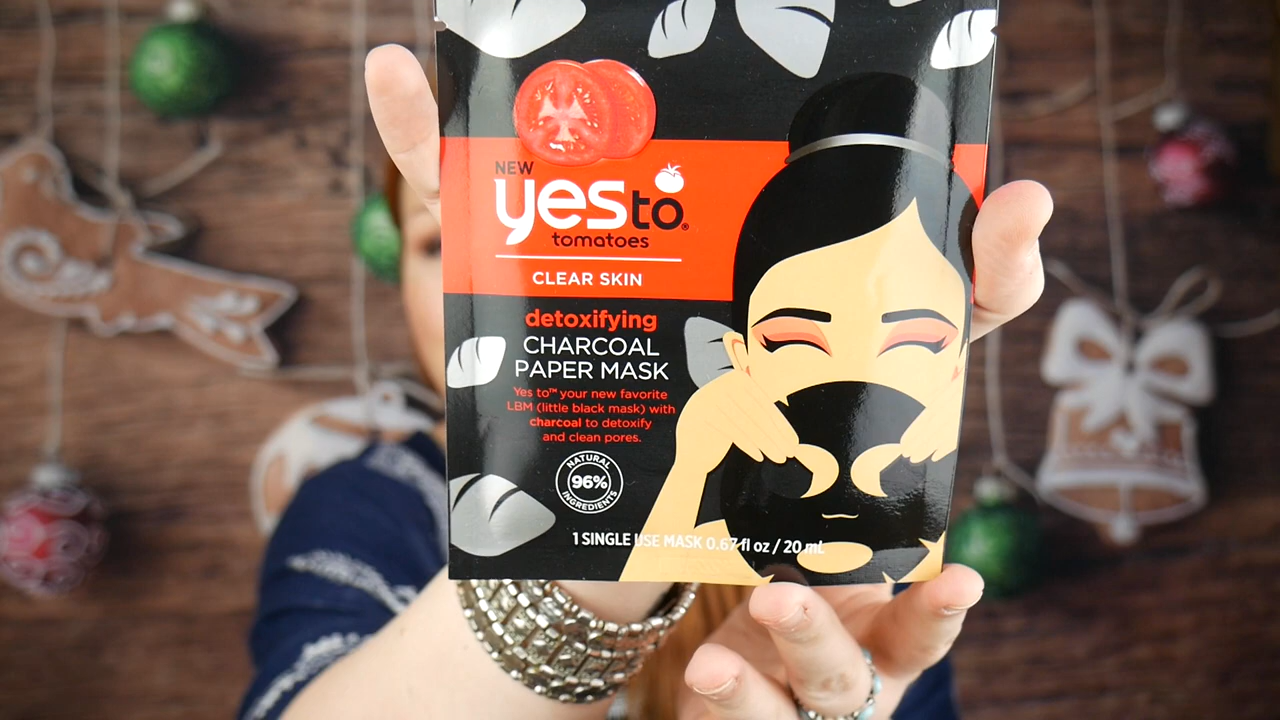 NEW
yes to®
tomatoes
CLEAR SKIN
detoxifying
CHARCOAL
PAPER MASK
Yes to™ your new favorite
LBM (little black mask) with
charcoal to detoxify
and clean pores.
NATURAL
96%
INGREDIENTS
1 SINGLE USE MASK 0.67 fl oz / 20 mL